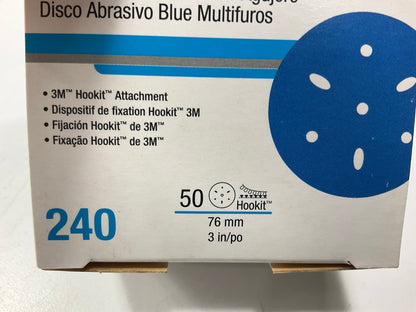 Disco Abrasivo Blue Multifuros
• 3M™ Hookit™ Attachment
• Dispositif de fixation Hookit™ 3M
• Fijación Hookit™ de 3M™
• Fixação Hookit™ de 3M™
50 Hookit™
76 mm
3 in/po
240